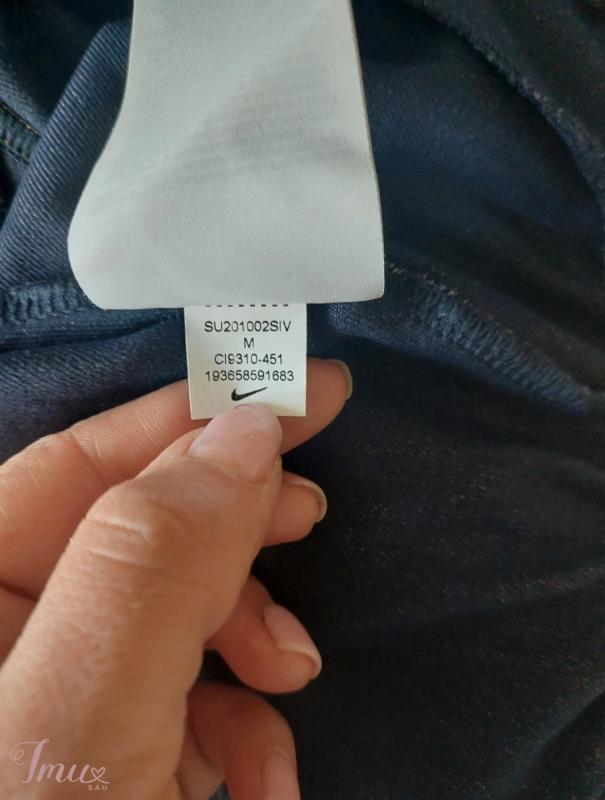 SU201002SIV
M
CI9310-451
193658591683
Imu
SAU